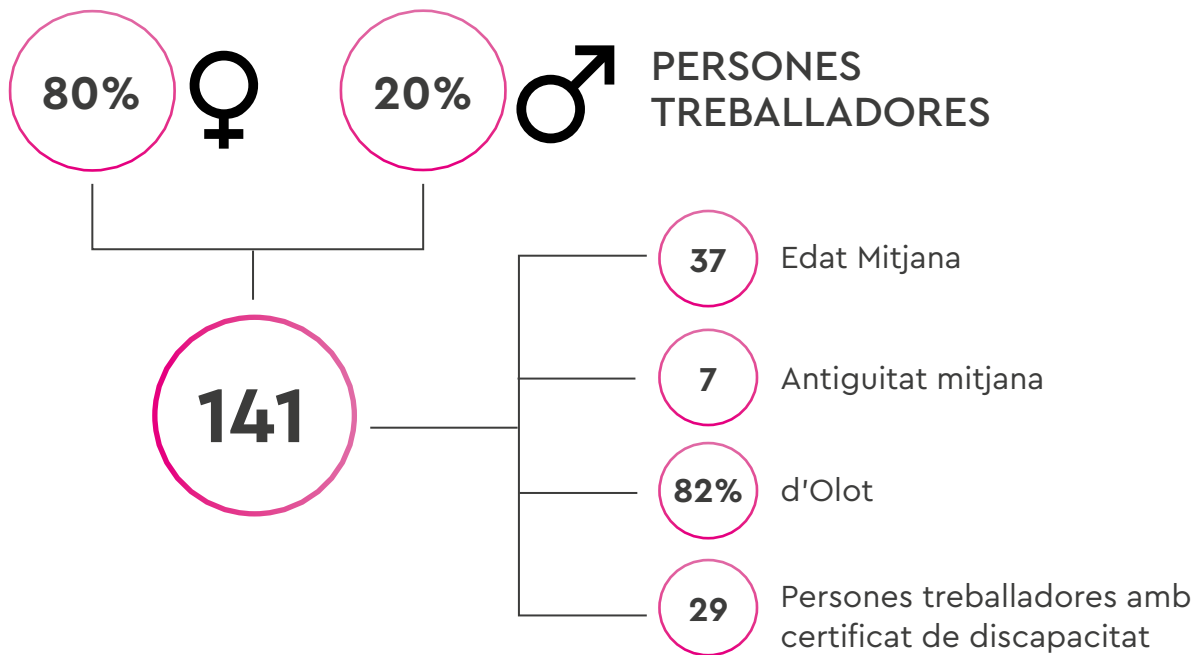 80%
20%
PERSONES
TREBALLADORES
141
37
Edat Mitjana
7
Antiguitat mitjana
82%
d'Olot
29
Persones treballadores amb
certificat de discapacitat